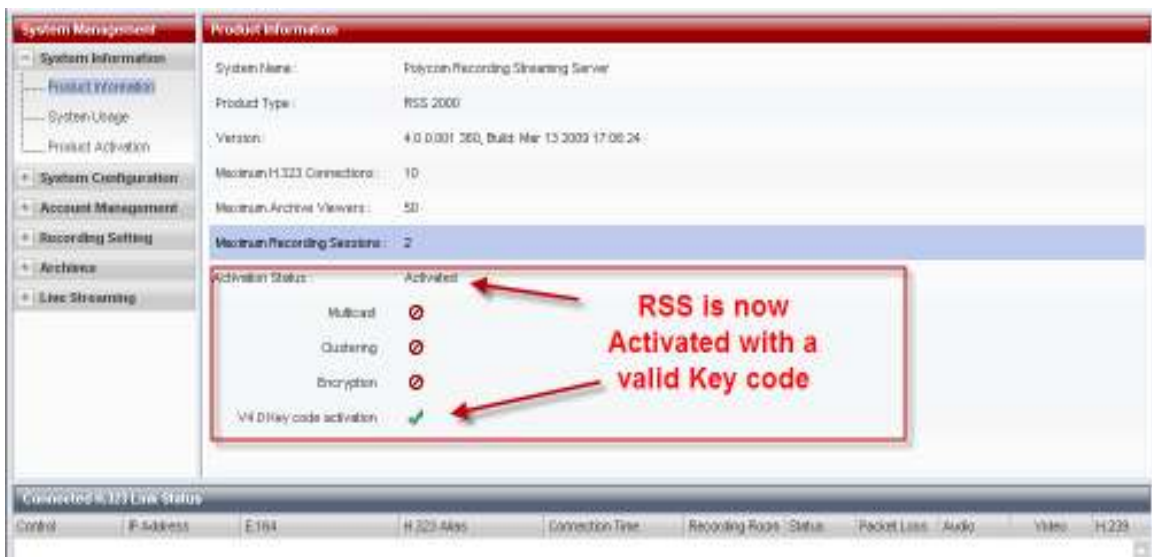 System Management
Product Information
System Information
Product Information
System Usage
Product Activation
System Configuration
Account Management
Recording Setting
Archives
Live Streaming
System Name :
Polycom Recording Streaming Server
Product Type :
RSS 2000
Version :
4.0.0.001 360, Build: Mar 13 2009 17:06:24
Maximum H.323 Connections :
10
Maximum Archive Viewers :
50
Maximum Recording Sessions :
2
Activation Status :
Activated
Multicast
Clustering
Encryption
V4.0 Key code activation
RSS is now
Activated with a
valid Key code
Connected H.323 Link Status
Control IP Address E.164 H.323 Alias Connection Time Recording Room Status Packet Loss Audio Video H.239